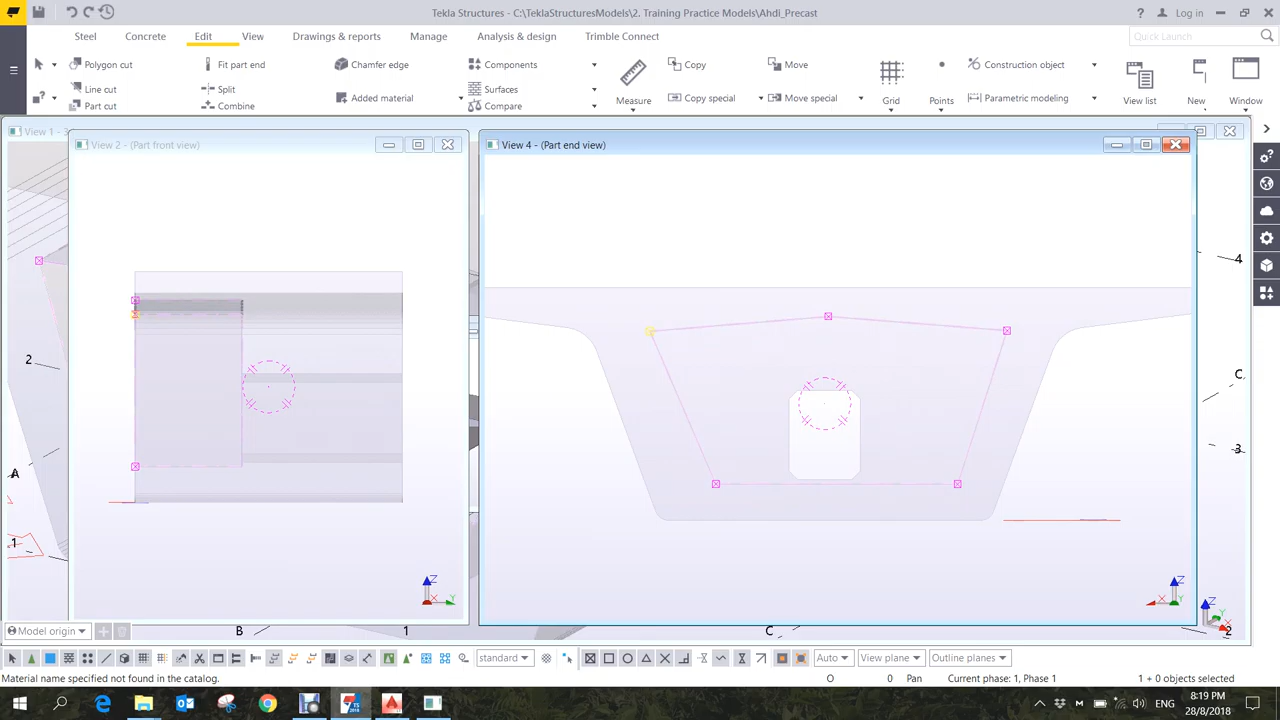 Tekla Structures - C:\TeklaStructuresModels\2. Training Practice Models\Ahdi_Precast
? Log in
Steel Concrete Edit View Drawings & reports Manage Analysis & design Trimble Connect
Quick Launch
Polygon cut Fit part end Chamfer edge Components Copy Move Construction object
Line cut Split Surfaces
Part cut Combine Added material Compare Measure Copy special Move special Grid Points Parametric modeling View list New Window
View 1 - 3
View 2 - (Part front view)
View 4 - (Part end view)
4
2
C
3
A
1
Z
X
Y
Z
X
Y
Z
Model origin
B
1
C
2
standard
Auto
View plane
Outline planes
Material name specified not found in the catalog.
O 0 Pan Current phase: 1, Phase 1 1 + 0 objects selected
ENG
8:19 PM
28/8/2018